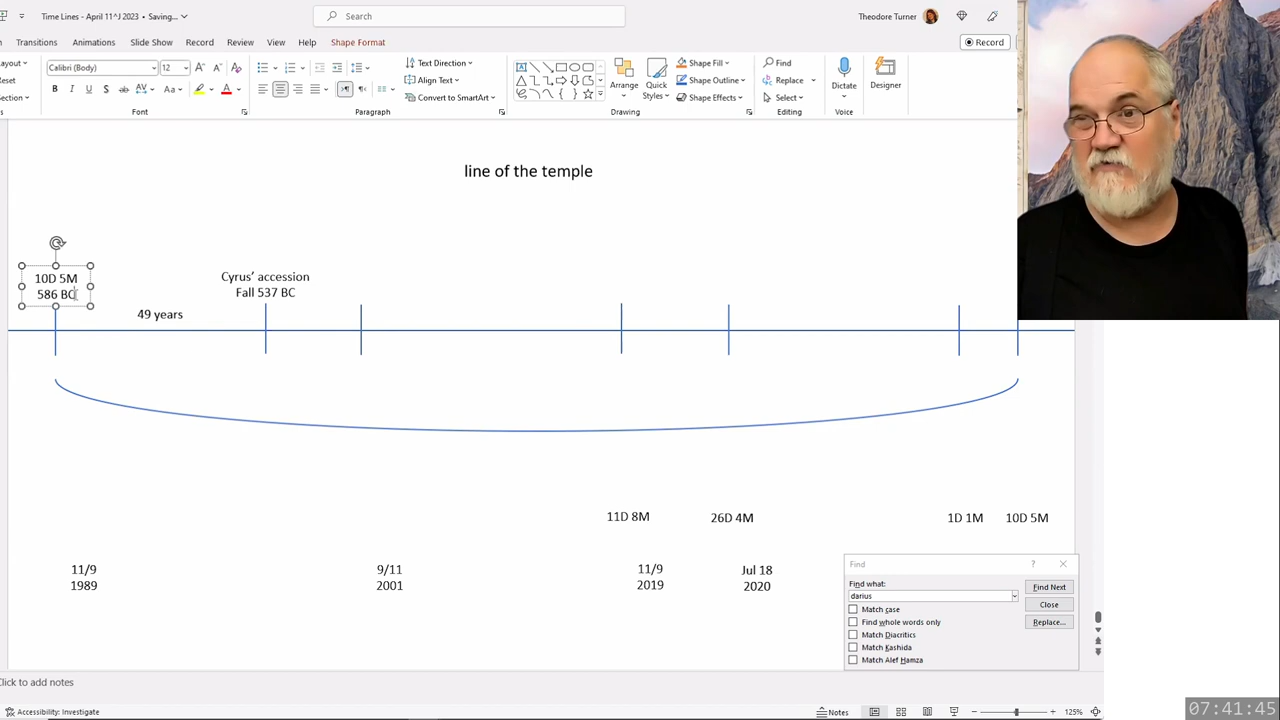 Time Lines - April 11^J 2023 • Saving...
Search
Theodore Turner
Transitions
Animations
Slide Show
Record
Review
View
Help
Shape Format
Record
ayout
Reset
Section
Calibri (Body)
12
Font
Paragraph
Text Direction
Align Text
Convert to SmartArt
Arrange
Quick
Styles
Shape Fill
Shape Outline
Shape Effects
Drawing
Find
Replace
Select
Editing
Dictate
Voice
Designer
line of the temple
10D 5M
586 BC
49 years
Cyrus’ accession
Fall 537 BC
11D 8M
26D 4M
1D 1M
10D 5M
11/9
1989
9/11
2001
11/9
2019
Jul 18
2020
Find
?
Find what:
darius
Match case
Find whole words only
Match Diacritics
Match Kashida
Match Alef Hamza
Find Next
Close
Replace...
Click to add notes
Accessibility: Investigate
Notes
125%
07:41:45